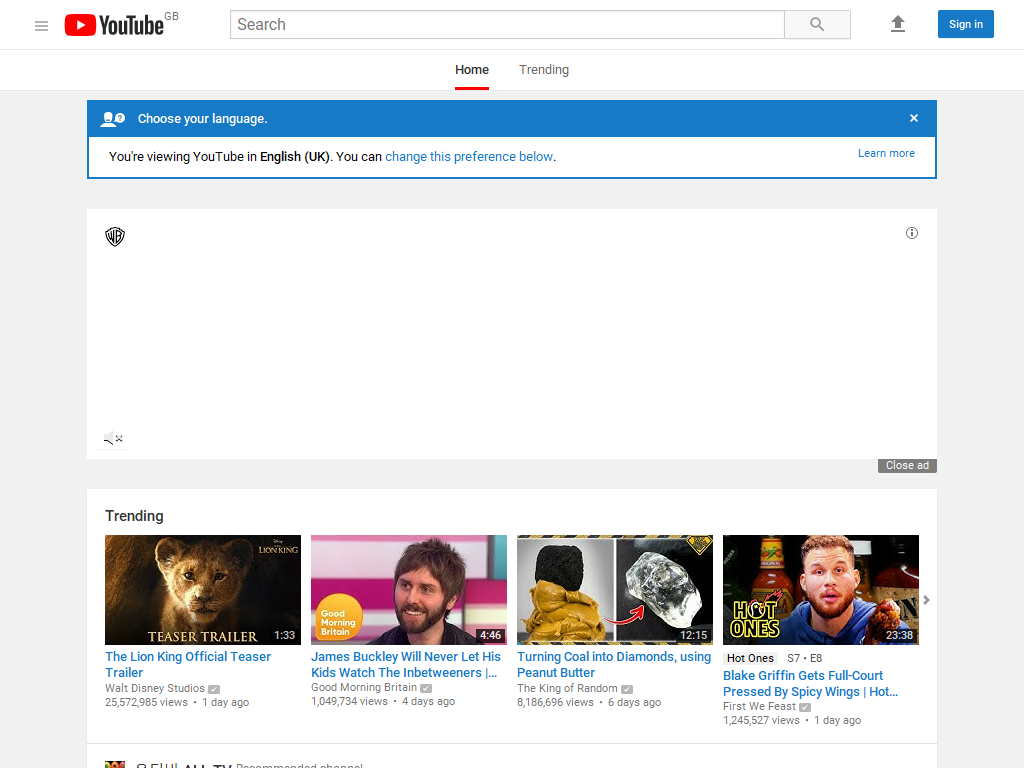 YouTube GB
Search
Sign in
Home
Trending
Choose your language.
×
You're viewing YouTube in English (UK). You can change this preference below.
Learn more
WB
Close ad
Trending
Disney
THE LION KING
TEASER TRAILER
1:33
Good
Morning
Britain
4:46
12:15
HOT
ONES
23:38
The Lion King Official Teaser
Trailer
Walt Disney Studios
25,572,985 views • 1 day ago
James Buckley Will Never Let His
Kids Watch The Inbetweeners |...
Good Morning Britain
1,049,734 views • 4 days ago
Turning Coal into Diamonds, using
Peanut Butter
The King of Random
8,186,696 views • 6 days ago
Hot Ones S7 • E8
Blake Griffin Gets Full-Court
Pressed By Spicy Wings | Hot...
First We Feast
1,245,527 views • 1 day ago
ALL TV Recommended channel